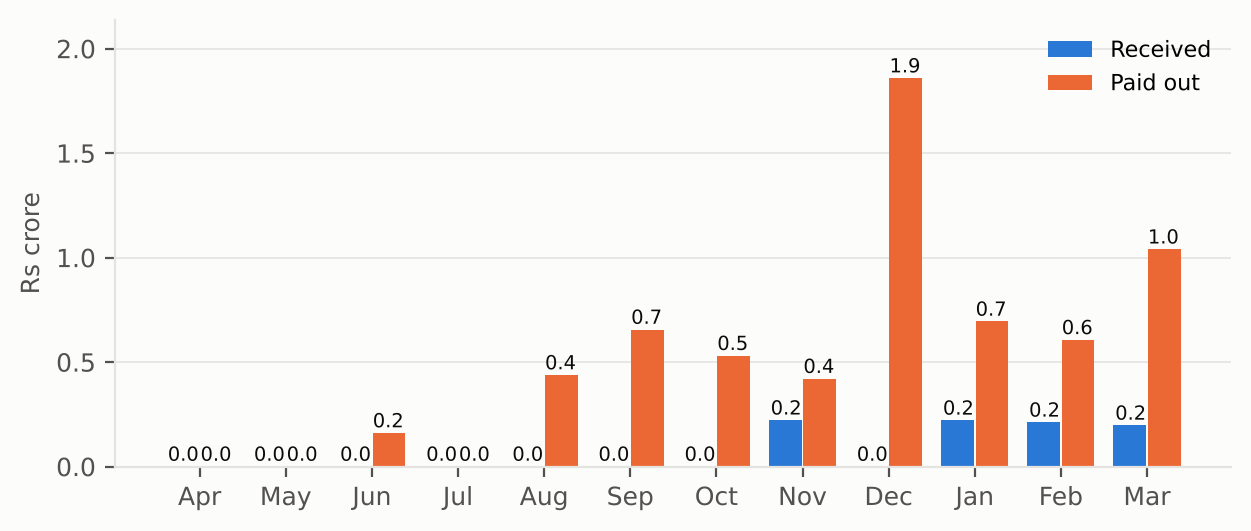 2.0
1.5
1.0
0.5
0.0
Rs crore
Received
Paid out
0.0 0.0 0.0 0.0 0.0 0.2 0.0 0.0 0.0 0.4 0.0 0.7 0.0 0.5 0.2 0.4 0.0 1.9 0.2 0.7 0.2 0.6 0.2 1.0
Apr May Jun Jul Aug Sep Oct Nov Dec Jan Feb Mar